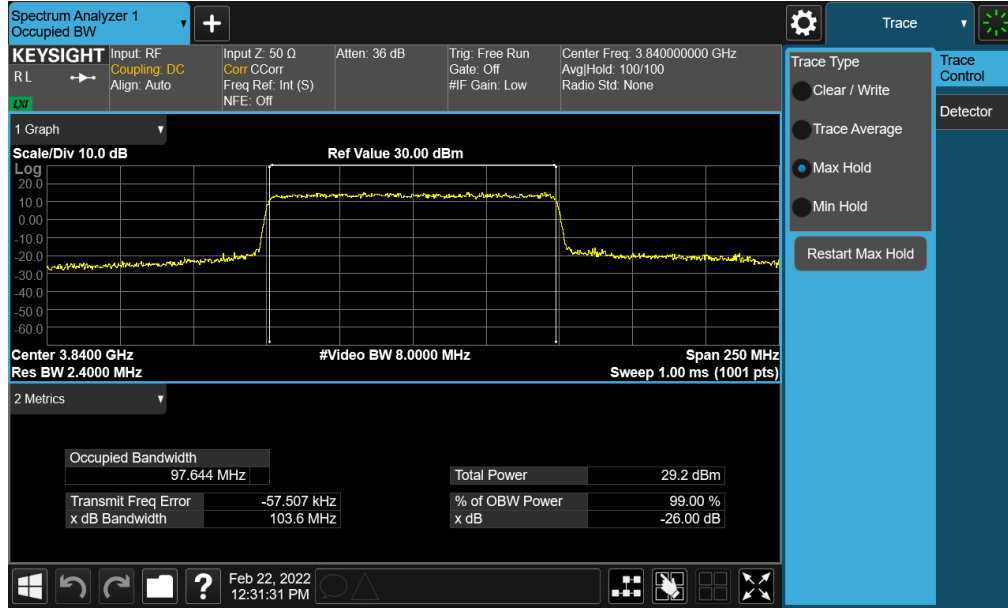 Spectrum Analyzer 1
Occupied BW
+
Trace
KEYSIGHT
R L
LXI
Input: RF
Coupling: DC
Align: Auto
Input Z: 50 Ω
Corr CCorr
Freq Ref: Int (S)
NFE: Off
Atten: 36 dB
Trig: Free Run
Gate: Off
#IF Gain: Low
Center Freq: 3.840000000 GHz
Avg|Hold: 100/100
Radio Std: None
Trace Type
Clear / Write
Trace Average
Max Hold
Min Hold
Restart Max Hold
Trace
Control
Detector
1 Graph
Scale/Div 10.0 dB
Ref Value 30.00 dBm
Log
20.0
10.0
0.00
-10.0
-20.0
-30.0
-40.0
-50.0
-60.0
Center 3.8400 GHz
#Video BW 8.0000 MHz
Span 250 MHz
Res BW 2.4000 MHz
Sweep 1.00 ms (1001 pts)
2 Metrics
Occupied Bandwidth
97.644 MHz
Total Power 29.2 dBm
Transmit Freq Error -57.507 kHz
% of OBW Power 99.00 %
x dB Bandwidth 103.6 MHz
x dB -26.00 dB
?
Feb 22, 2022
12:31:31 PM